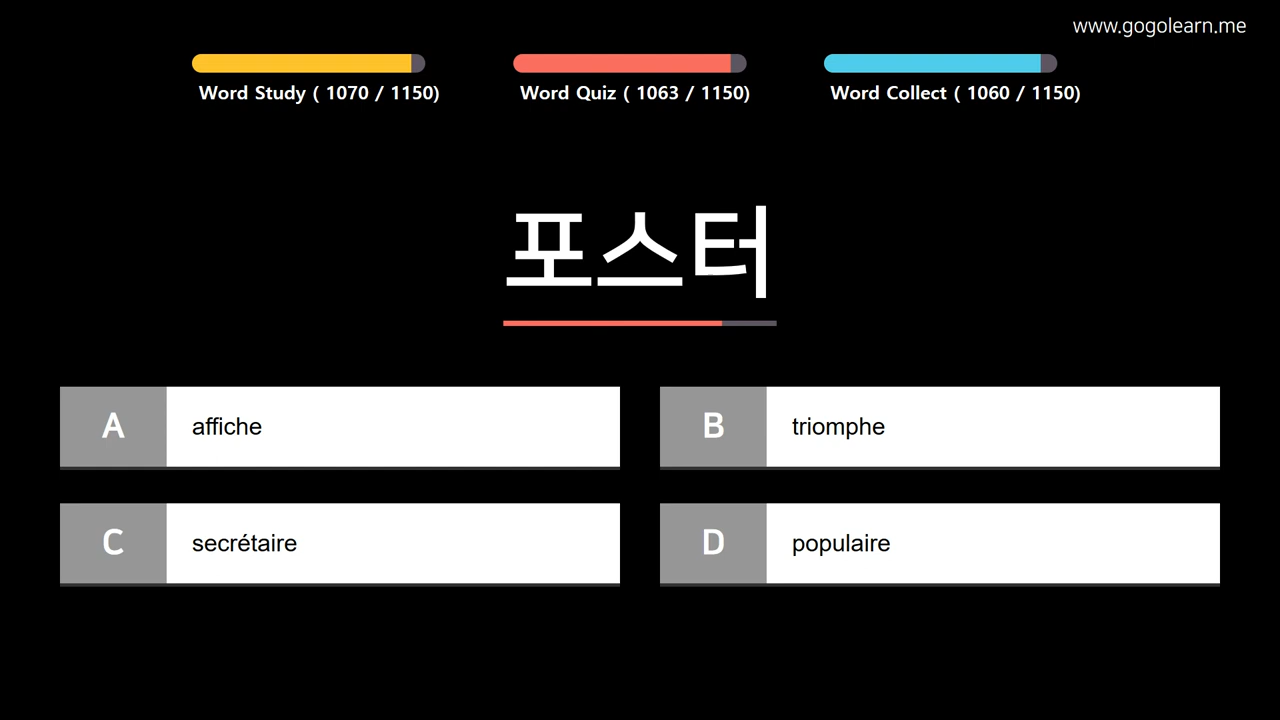 www.gogolearn.me
Word Study ( 1070 / 1150)
Word Quiz ( 1063 / 1150)
Word Collect ( 1060 / 1150)
포스터
A affiche
B triomphe
C secrétaire
D populaire